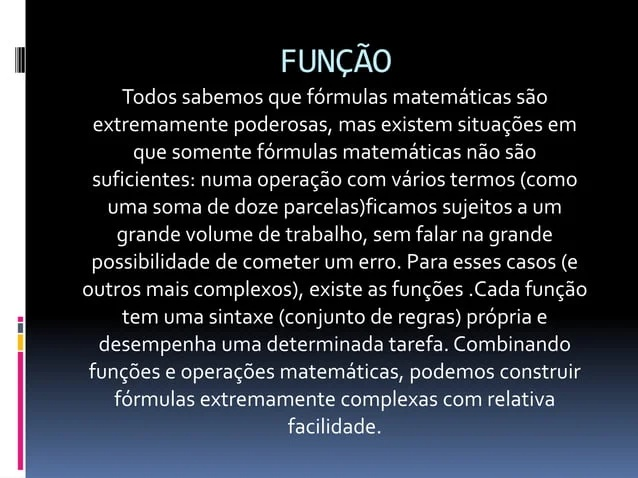 FUNÇÃO
Todos sabemos que fórmulas matemáticas são
extremamente poderosas, mas existem situações em
que somente fórmulas matemáticas não são
suficientes: numa operação com vários termos (como
uma soma de doze parcelas)ficamos sujeitos a um
grande volume de trabalho, sem falar na grande
possibilidade de cometer um erro. Para esses casos (e
outros mais complexos), existe as funções .Cada função
tem uma sintaxe (conjunto de regras) própria e
desempenha uma determinada tarefa. Combinando
funções e operações matemáticas, podemos construir
fórmulas extremamente complexas com relativa
facilidade.